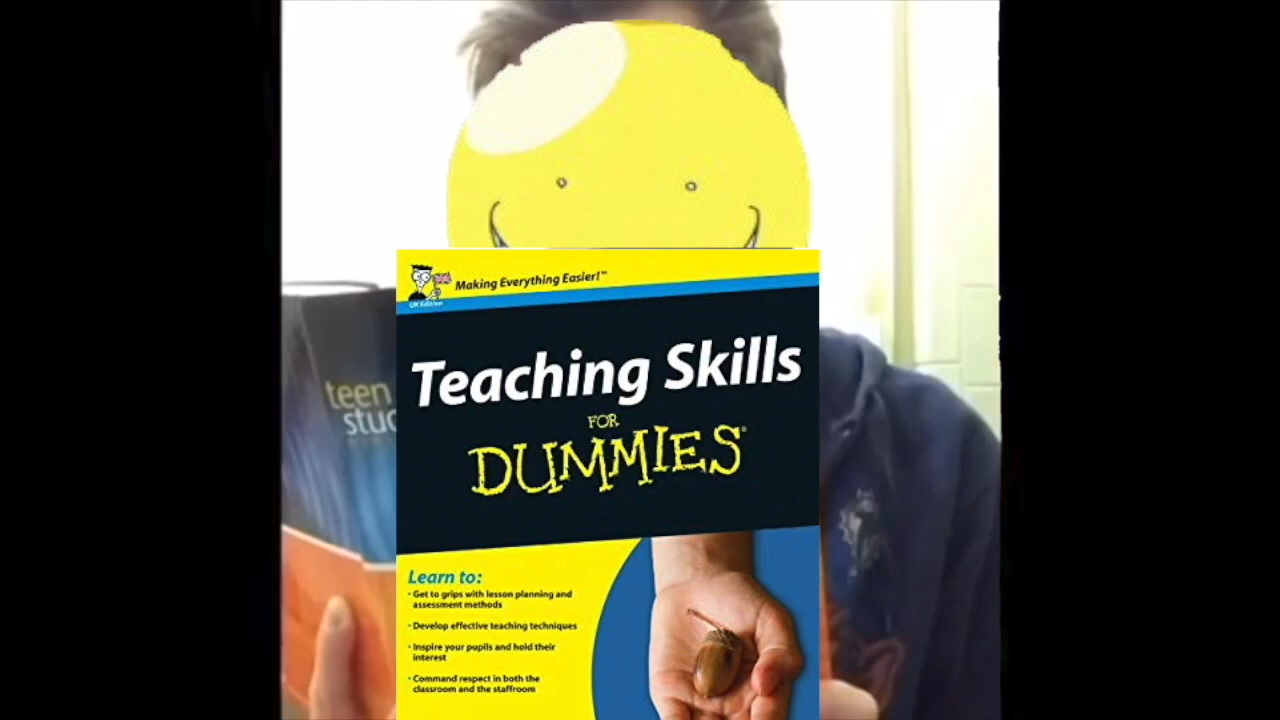 Making Everything Easier!™
UK Edition
Teaching Skills
FOR
DUMMIES®
teen
stud
Learn to:
• Get to grips with lesson planning and
assessment methods
• Develop effective teaching techniques
• Inspire your pupils and hold their
interest
• Command respect in both the
classroom and the staffroom